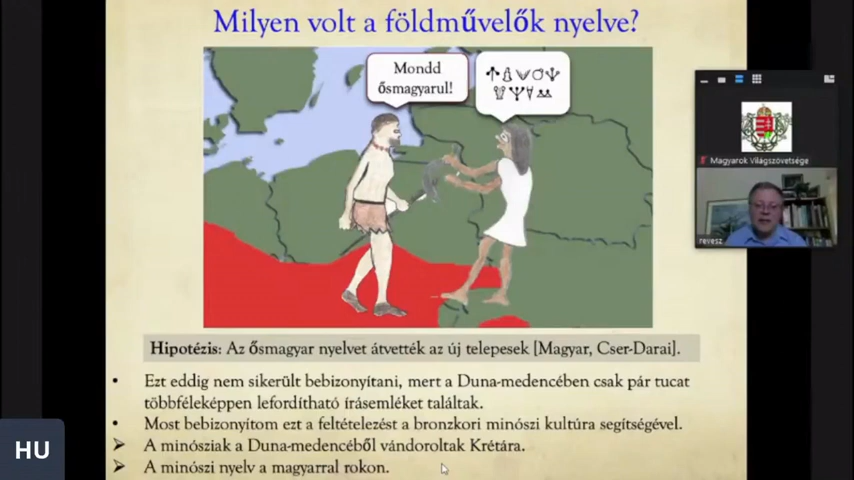 Milyen volt a földművelők nyelve?
Mondd
ősmagyarul!
Magyarok Világszövetsége
revesz
Hipotézis: Az ősmagyar nyelvet átvették az új telepesek [Magyar, Cser-Darai].
• Ezt eddig nem sikerült bebizonyítani, mert a Duna-medencében csak pár tucat
többféleképpen lefordítható írásemléket találtak.
• Most bebizonyítom ezt a feltételezést a bronzkori minószi kultúra segítségével.
➢ A minósziak a Duna-medencéből vándoroltak Krétára.
➢ A minószi nyelv a magyarral rokon.
HU